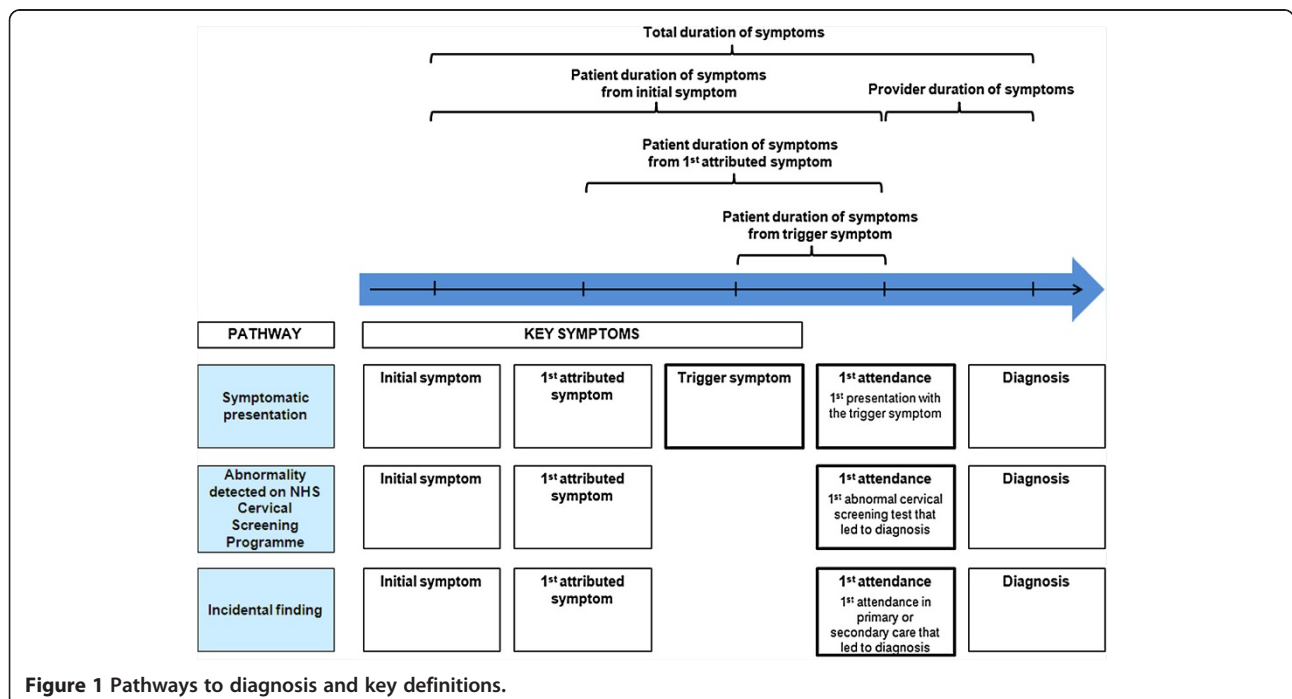 Total duration of symptoms
Patient duration of symptoms
from initial symptom
Provider duration of symptoms
Patient duration of symptoms
from 1st attributed symptom
Patient duration of symptoms
from trigger symptom
PATHWAY
KEY SYMPTOMS
Symptomatic
presentation
Initial symptom
1st attributed
symptom
Trigger symptom
1st attendance
1st presentation with
the trigger symptom
Diagnosis
Abnormality
detected on NHS
Cervical
Screening
Programme
Initial symptom
1st attributed
symptom
1st attendance
1st abnormal cervical
screening test that
led to diagnosis
Diagnosis
Incidental finding
Initial symptom
1st attributed
symptom
1st attendance
1st attendance in
primary or
secondary care that
led to diagnosis
Diagnosis
Figure 1 Pathways to diagnosis and key definitions.